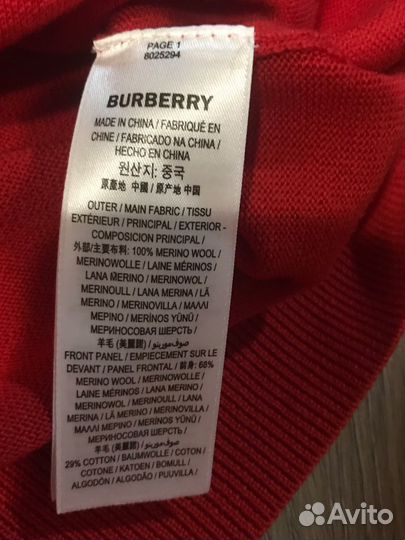 PAGE 1
8025294
BURBERRY
MADE IN CHINA / FABRIQUÉ EN
CHINE / FABRICADO NA CHINA /
HECHO EN CHINA
원산지: 중국
原產地 中國 / 原产地 中国
OUTER / MAIN FABRIC / TISSU
EXTÉRIEUR / PRINCIPAL / EXTERIOR -
COMPOSICION PRINCIPAL /
外部/主要布料: 100% MERINO WOOL /
MERINOWOLLE / LAINE MÉRINOS /
LANA MERINO / MERINOWOL /
MERINOULL / LANA MERINA / LÃ
MERINO / MERINOVILLA / ΜΑΛΛΙ
ΜΕΡΙΝΟ / MERİNOS YÜNÜ /
МЕРИНОСОВАЯ ШЕРСТЬ /
羊毛 (美麗諾) / صوف مورينو /
FRONT PANEL / EMPIECEMENT SUR LE
DEVANT / PANEL FRONTAL / 前身: 68%
MERINO WOOL / MERINOWOLLE /
LAINE MÉRINOS / LANA MERINO /
MERINOWOL / MERINOULL / LANA
MERINA / LÃ MERINO / MERINOVILLA /
ΜΑΛΛΙ ΜΕΡΙΝΟ / MERİNOS YÜNÜ /
МЕРИНОСОВАЯ ШЕРСТЬ /
羊毛 (美麗諾) / صوف مورينو /
29% COTTON / BAUMWOLLE / COTON /
COTONE / KATOEN / BOMULL /
ALGODÓN / ALGODÃO / PUUVILLA /
Avito